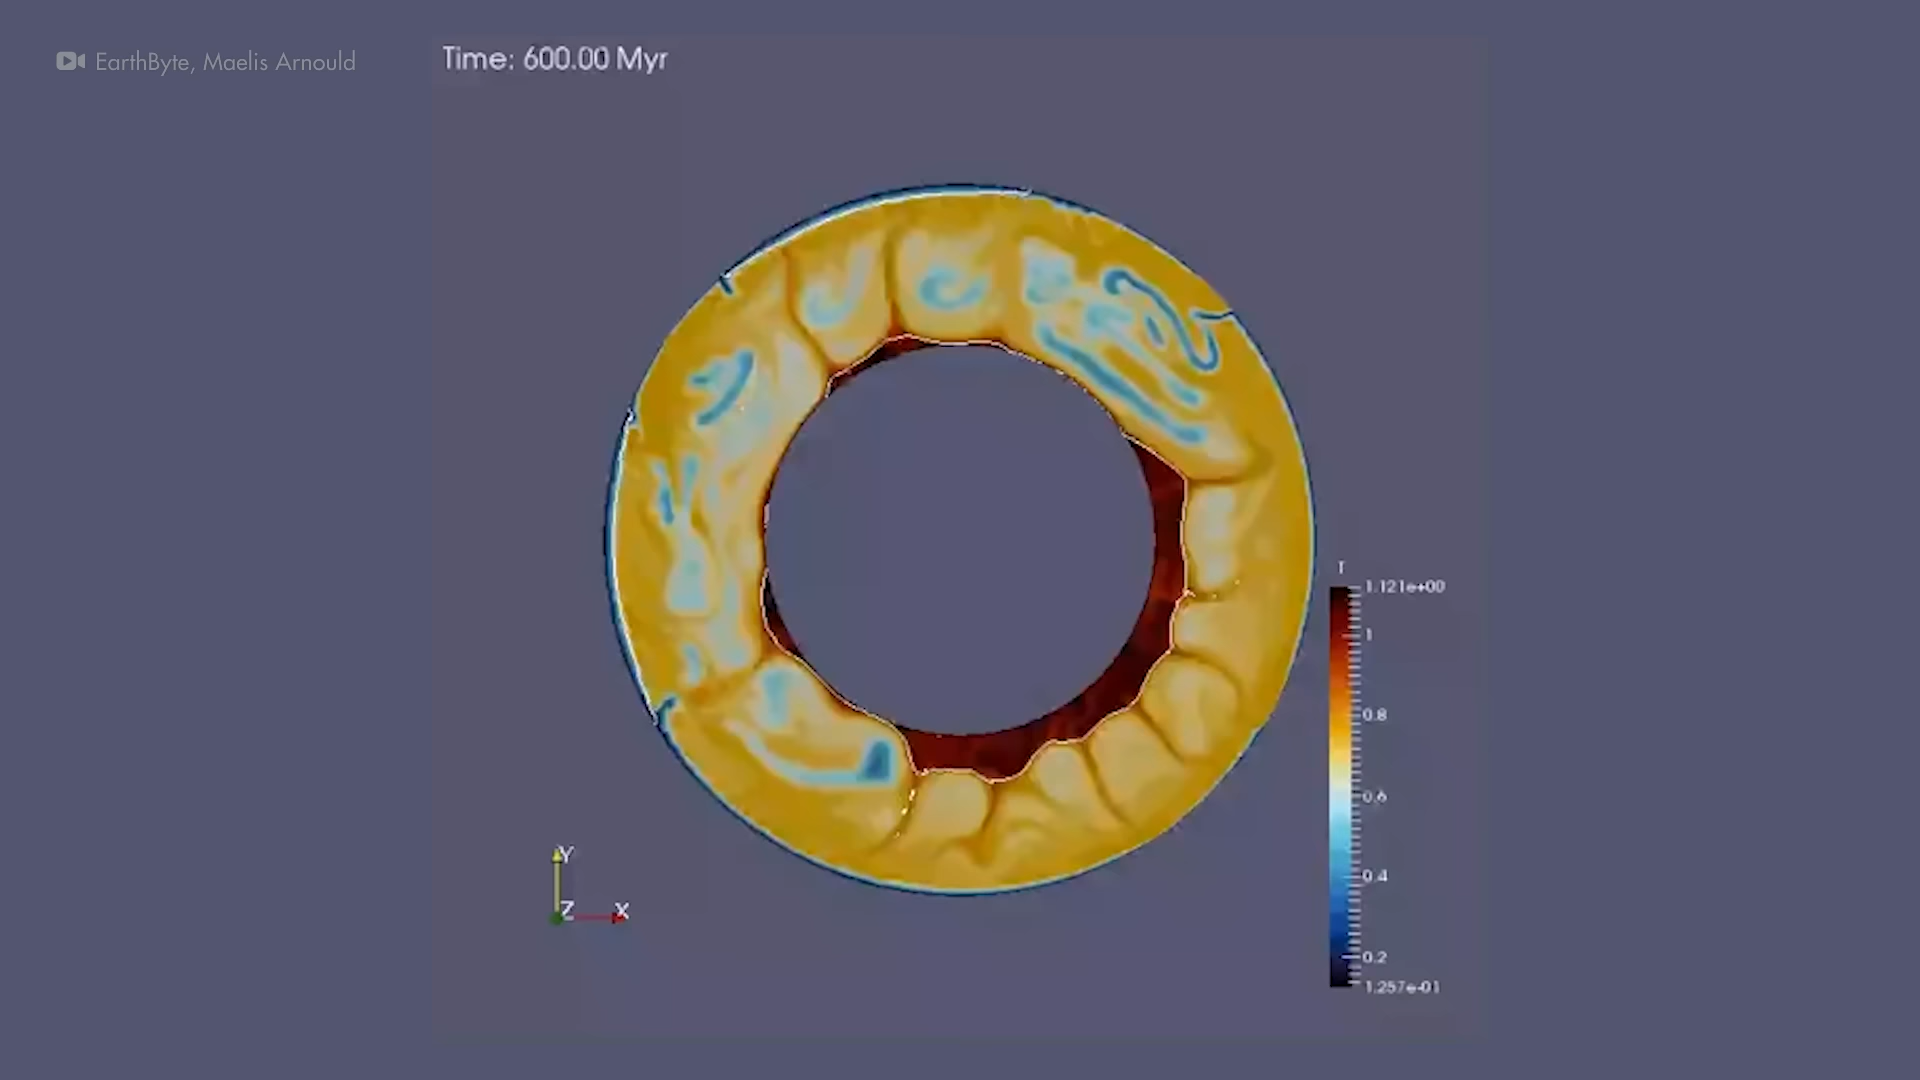 EarthByte, Maelis Arnould
Time: 600.00 Myr
T
1.121e+00
1
0.8
0.6
0.4
0.2
1.257e-01
Y
Z
X